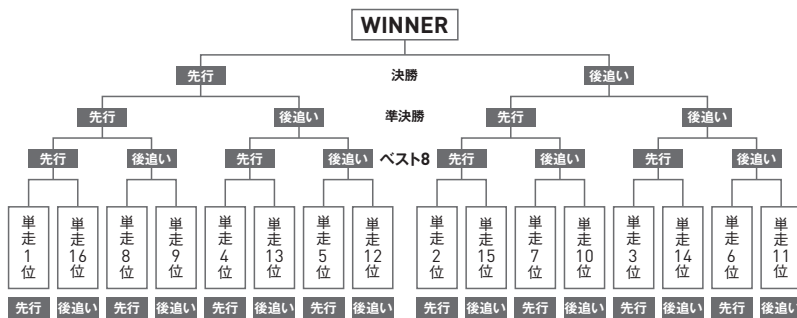 WINNER
先行 決勝 後追い
先行 後追い 準決勝 先行 後追い
先行 後追い 先行 後追い ベスト8 先行 後追い 先行 後追い
単走1位 単走16位 単走8位 単走9位 単走4位 単走13位 単走5位 単走12位 単走2位 単走15位 単走7位 単走10位 単走3位 単走14位 単走6位 単走11位
先行 後追い 先行 後追い 先行 後追い 先行 後追い 先行 後追い 先行 後追い 先行 後追い 先行 後追い